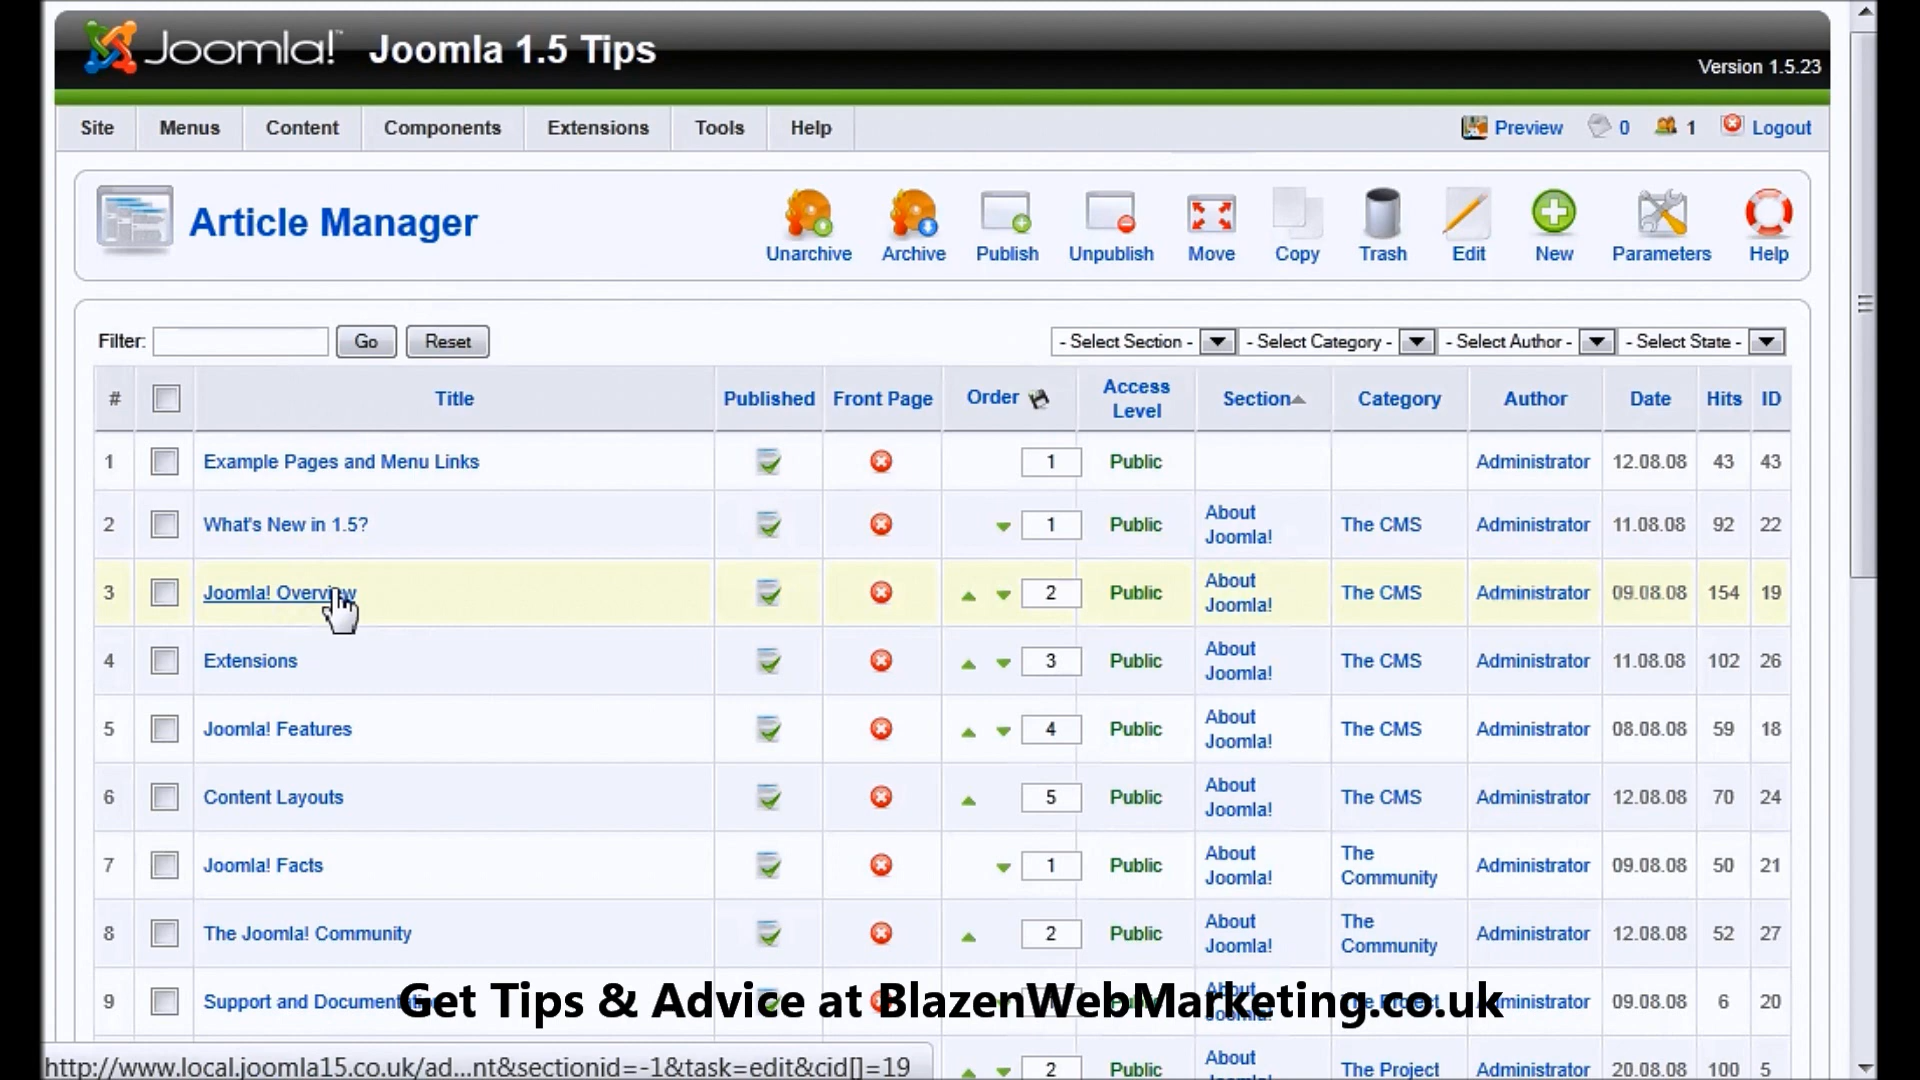 Joomla! Joomla 1.5 Tips
Version 1.5.23
Site Menus Content Components Extensions Tools Help Preview 0 1 Logout
Article Manager Unarchive Archive Publish Unpublish Move Copy Trash Edit New Parameters Help
Filter: Go Reset - Select Section - - Select Category - - Select Author - - Select State -
# Title Published Front Page Order Access Level Section Category Author Date Hits ID
1 Example Pages and Menu Links 1 Public Administrator 12.08.08 43 43
2 What's New in 1.5? 1 Public About Joomla! The CMS Administrator 11.08.08 92 22
3 Joomla! Overview 2 Public About Joomla! The CMS Administrator 09.08.08 154 19
4 Extensions 3 Public About Joomla! The CMS Administrator 11.08.08 102 26
5 Joomla! Features 4 Public About Joomla! The CMS Administrator 08.08.08 59 18
6 Content Layouts 5 Public About Joomla! The CMS Administrator 12.08.08 70 24
7 Joomla! Facts 1 Public About Joomla! The Community Administrator 09.08.08 50 21
8 The Joomla! Community 2 Public About Joomla! The Community Administrator 12.08.08 52 27
9 Support and Documentation Administrator 09.08.08 6 20
Get Tips & Advice at BlazenWebMarketing.co.uk
2 Public About Joomla! The Project Administrator 20.08.08 100 5
http://www.local.joomla15.co.uk/ad...nt&sectionid=-1&task=edit&cid[]=19